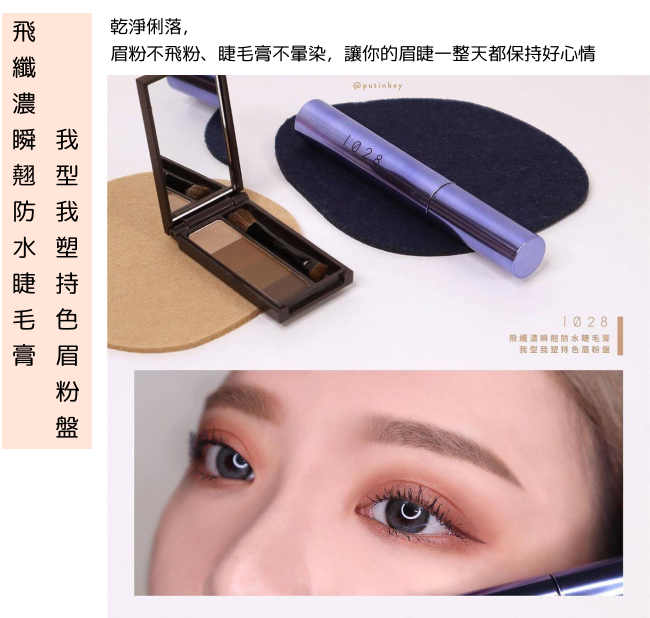 飛纖濃瞬翹防水睫毛膏
我型我塑持色眉粉盤
乾淨俐落,
眉粉不飛粉、睫毛膏不暈染，讓你的眉睫一整天都保持好心情
@putinkey
1028
1028
飛纖濃瞬翹防水睫毛膏
我型我塑持色眉粉盤